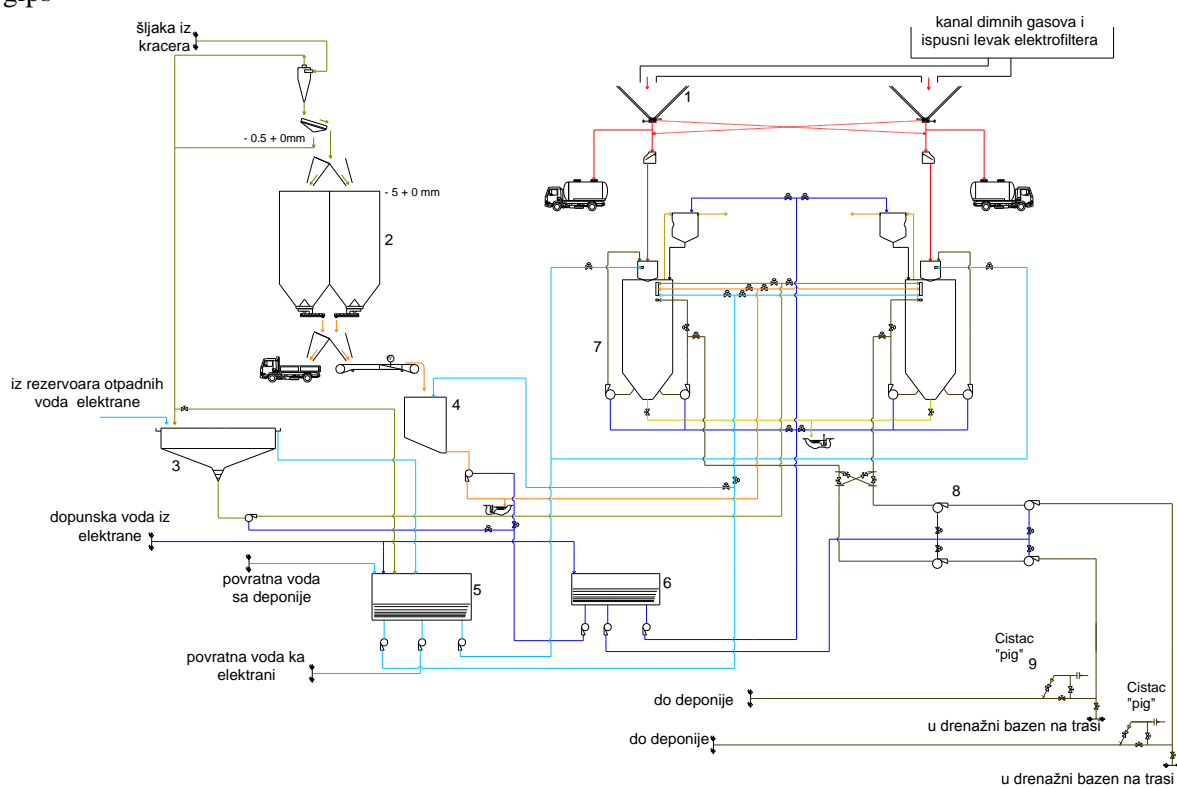 gips
šljaka iz
kracera
kanal dimnih gasova i
ispusni levak elektrofiltera
1
- 0.5 + 0mm
- 5 + 0 mm
2
7
iz rezervoara otpadnih
voda elektrane
4
3
8
dopunska voda iz
elektrane
povratna voda
sa deponije
5
6
povratna voda ka
elektrani
Cistac
"pig"
9
Cistac
"pig"
do deponije
u drenažni bazen na trasi
do deponije
u drenažni bazen na trasi